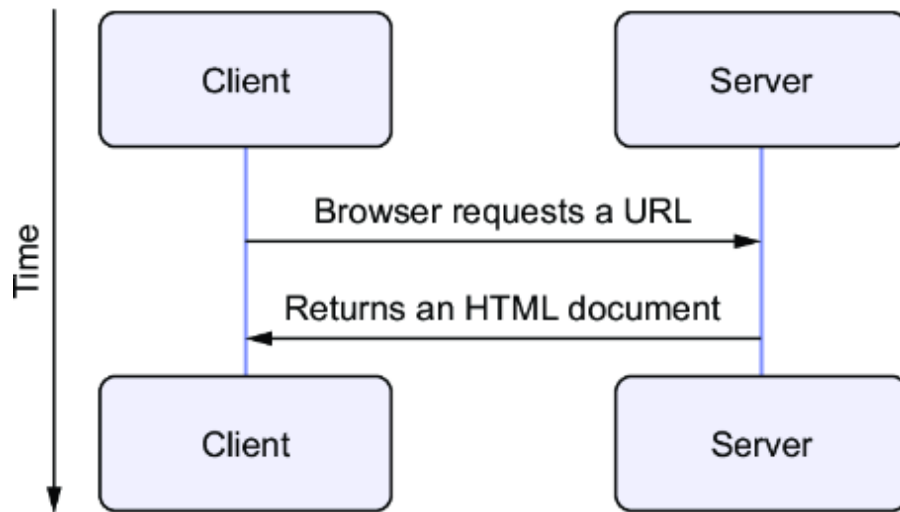 Client
Server
Time
Browser requests a URL
Returns an HTML document
Client
Server